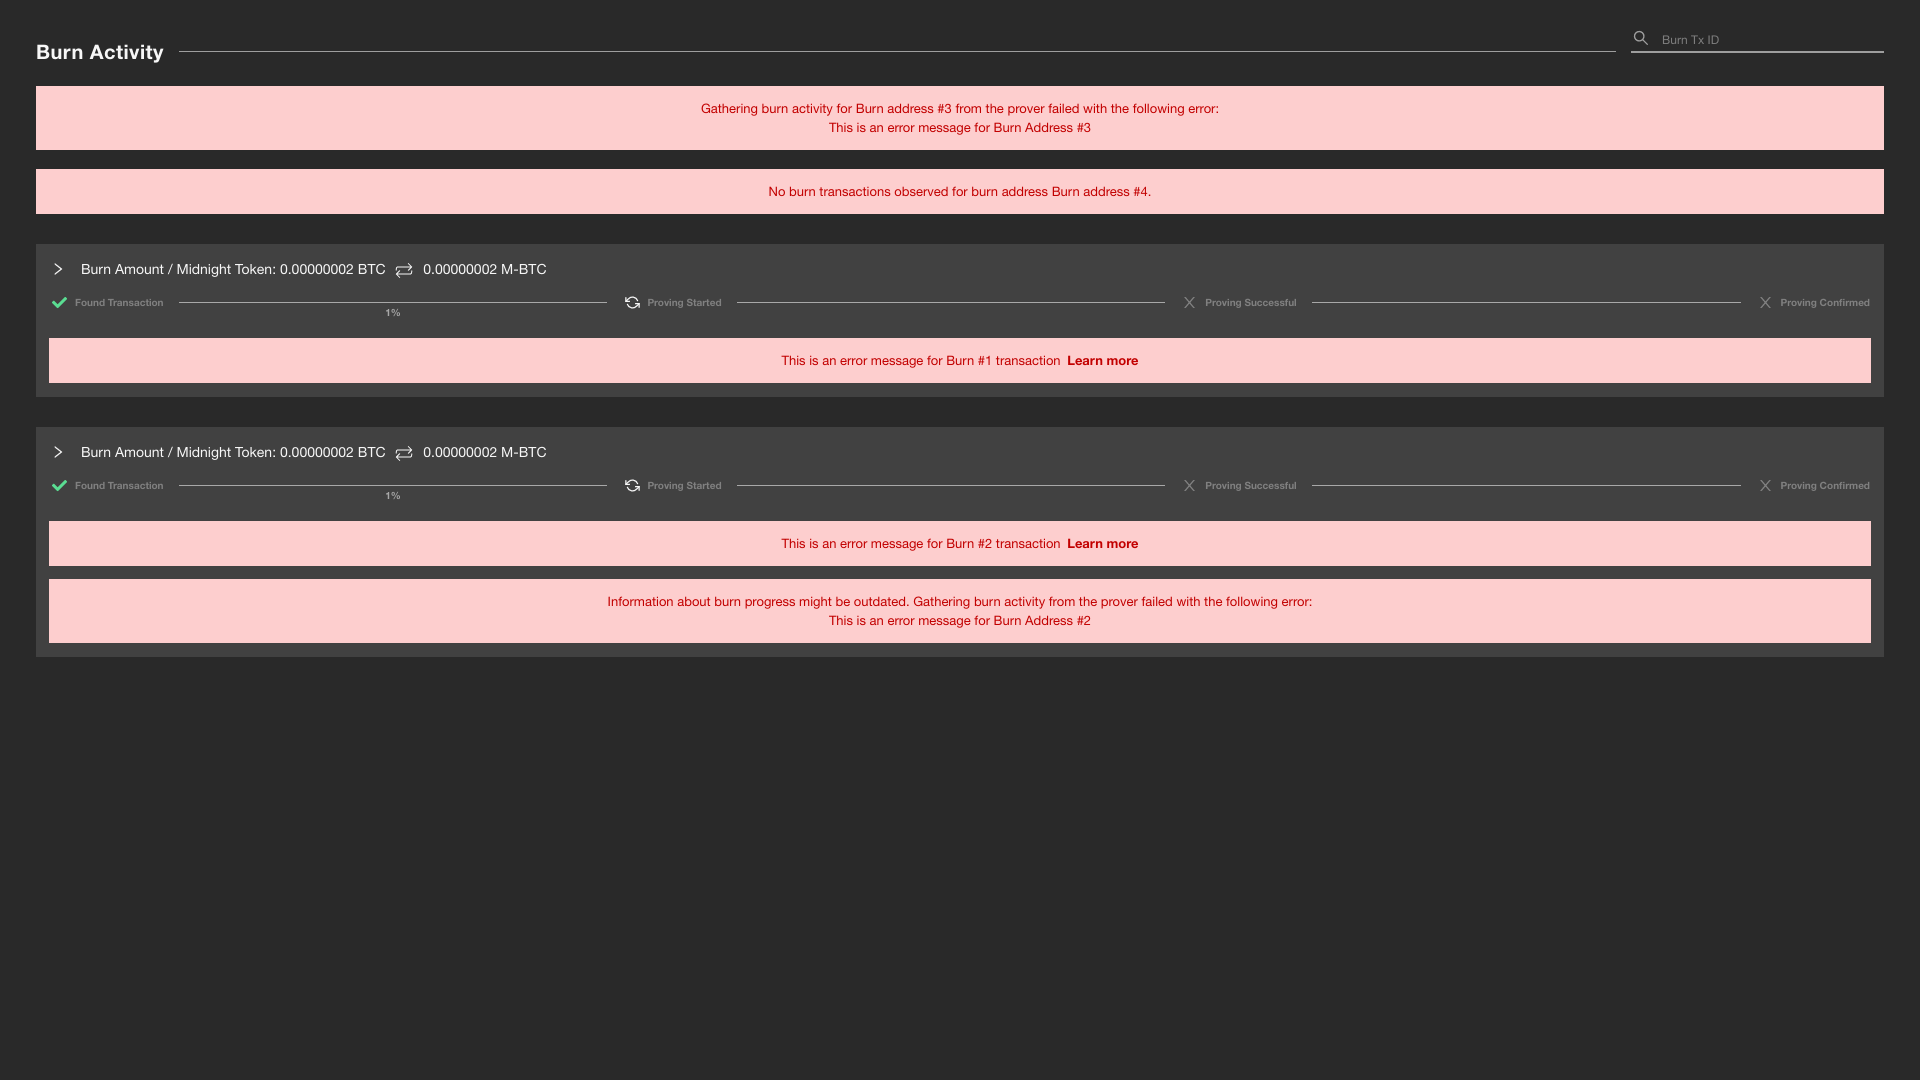 Burn Activity
Burn Tx ID
Gathering burn activity for Burn address #3 from the prover failed with the following error:
This is an error message for Burn Address #3
No burn transactions observed for burn address Burn address #4.
Burn Amount / Midnight Token: 0.00000002 BTC 0.00000002 M-BTC
Found Transaction 1% Proving Started Proving Successful Proving Confirmed
This is an error message for Burn #1 transaction Learn more
Burn Amount / Midnight Token: 0.00000002 BTC 0.00000002 M-BTC
Found Transaction 1% Proving Started Proving Successful Proving Confirmed
This is an error message for Burn #2 transaction Learn more
Information about burn progress might be outdated. Gathering burn activity from the prover failed with the following error:
This is an error message for Burn Address #2